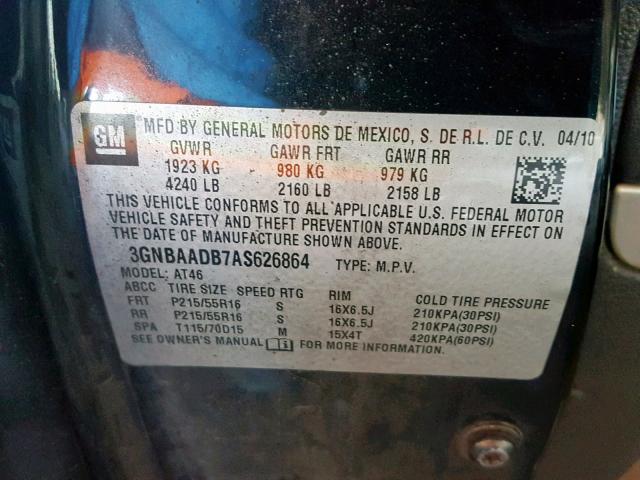 GM
MFD BY GENERAL MOTORS DE MEXICO, S. DE R.L. DE C.V. 04/10
GVWR GAWR FRT GAWR RR
1923 KG 980 KG 979 KG
4240 LB 2160 LB 2158 LB
THIS VEHICLE CONFORMS TO ALL APPLICABLE U.S. FEDERAL MOTOR
VEHICLE SAFETY AND THEFT PREVENTION STANDARDS IN EFFECT ON
THE DATE OF MANUFACTURE SHOWN ABOVE.
3GNBAADB7AS626864 TYPE: M.P.V.
MODEL: AT46
ABCC TIRE SIZE SPEED RTG RIM COLD TIRE PRESSURE
FRT P215/55R16 S 16X6.5J 210KPA(30PSI)
RR P215/55R16 S 16X6.5J 210KPA(30PSI)
SPA T115/70D15 M 15X4T 420KPA(60PSI)
SEE OWNER'S MANUAL FOR MORE INFORMATION.